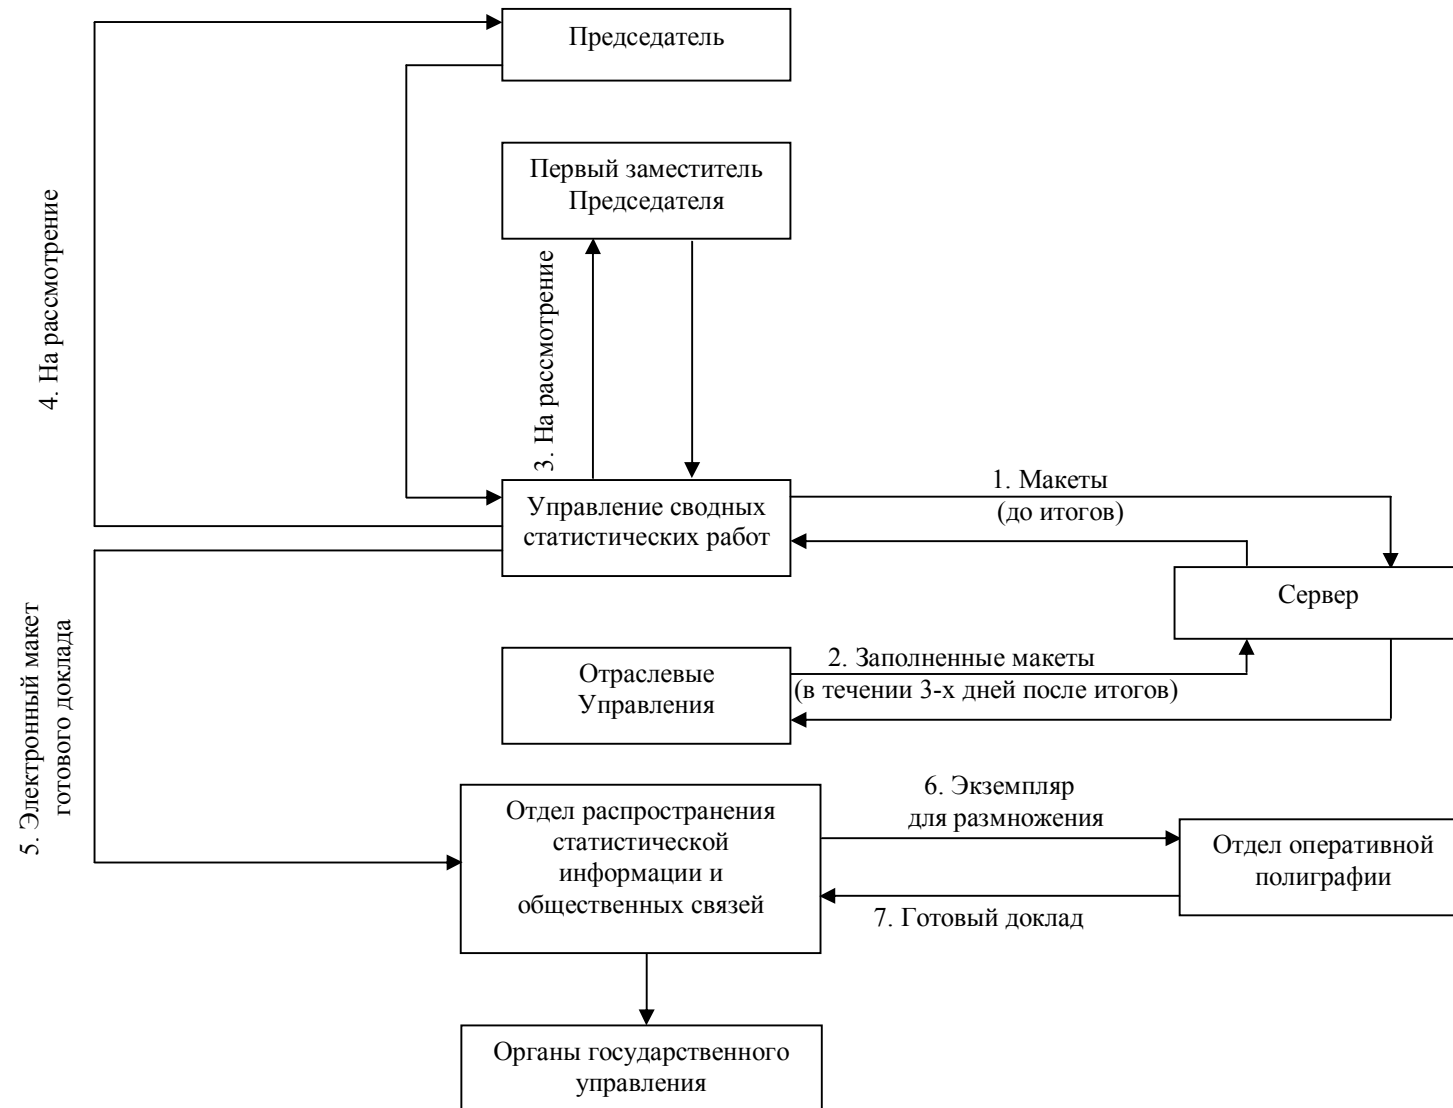 Председатель
Первый заместитель
Председателя
4. На рассмотрение
3. На рассмотрение
Управление сводных
статистических работ
1. Макеты
(до итогов)
Сервер
Отраслевые
Управления
2. Заполненные макеты
(в течении 3-х дней после итогов)
5. Электронный макет
готового доклада
Отдел распространения
статистической
информации и
общественных связей
6. Экземпляр
для размножения
Отдел оперативной
полиграфии
7. Готовый доклад
Органы государственного
управления